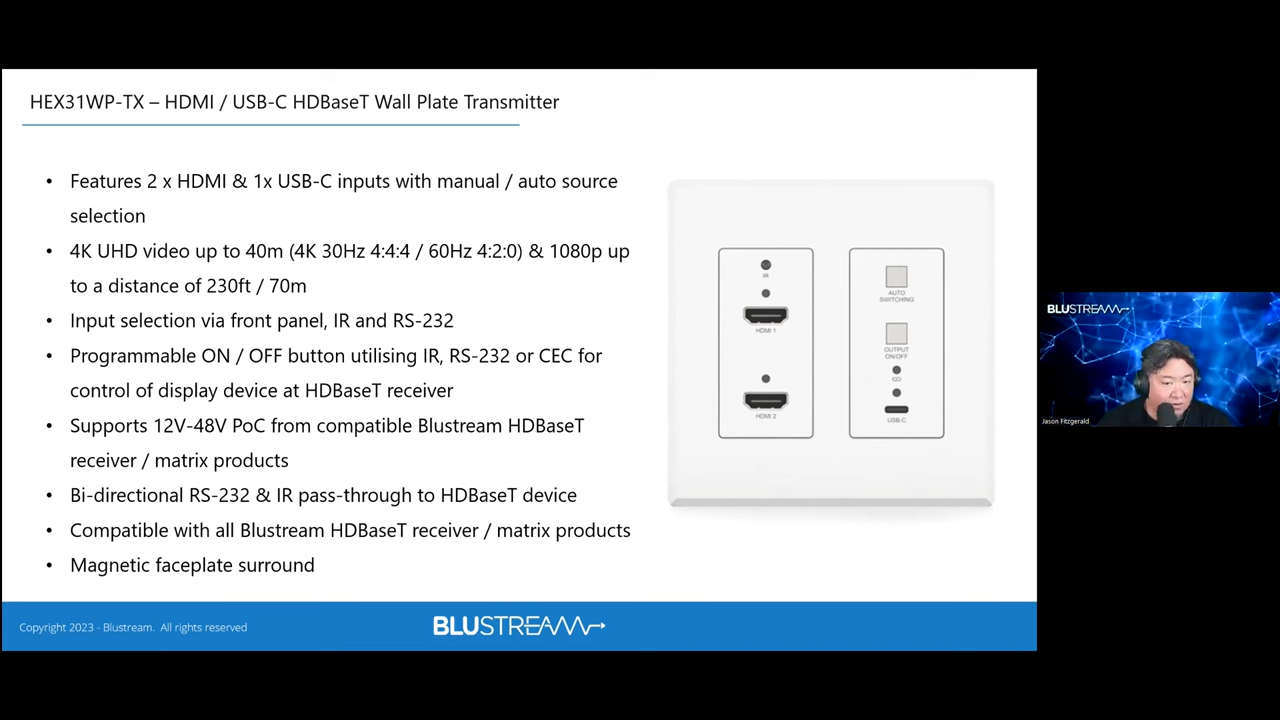 HEX31WP-TX – HDMI / USB-C HDBaseT Wall Plate Transmitter
• Features 2 x HDMI & 1x USB-C inputs with manual / auto source
selection
• 4K UHD video up to 40m (4K 30Hz 4:4:4 / 60Hz 4:2:0) & 1080p up
to a distance of 230ft / 70m
• Input selection via front panel, IR and RS-232
• Programmable ON / OFF button utilising IR, RS-232 or CEC for
control of display device at HDBaseT receiver
• Supports 12V-48V PoC from compatible Blustream HDBaseT
receiver / matrix products
• Bi-directional RS-232 & IR pass-through to HDBaseT device
• Compatible with all Blustream HDBaseT receiver / matrix products
• Magnetic faceplate surround
IR
HDMI 1
HDMI 2
AUTO
SWITCHING
OUTPUT
ON/OFF
USB-C
BLUSTREAM
Jason Fitzgerald
Copyright 2023 - Blustream. All rights reserved
BLUSTREAM